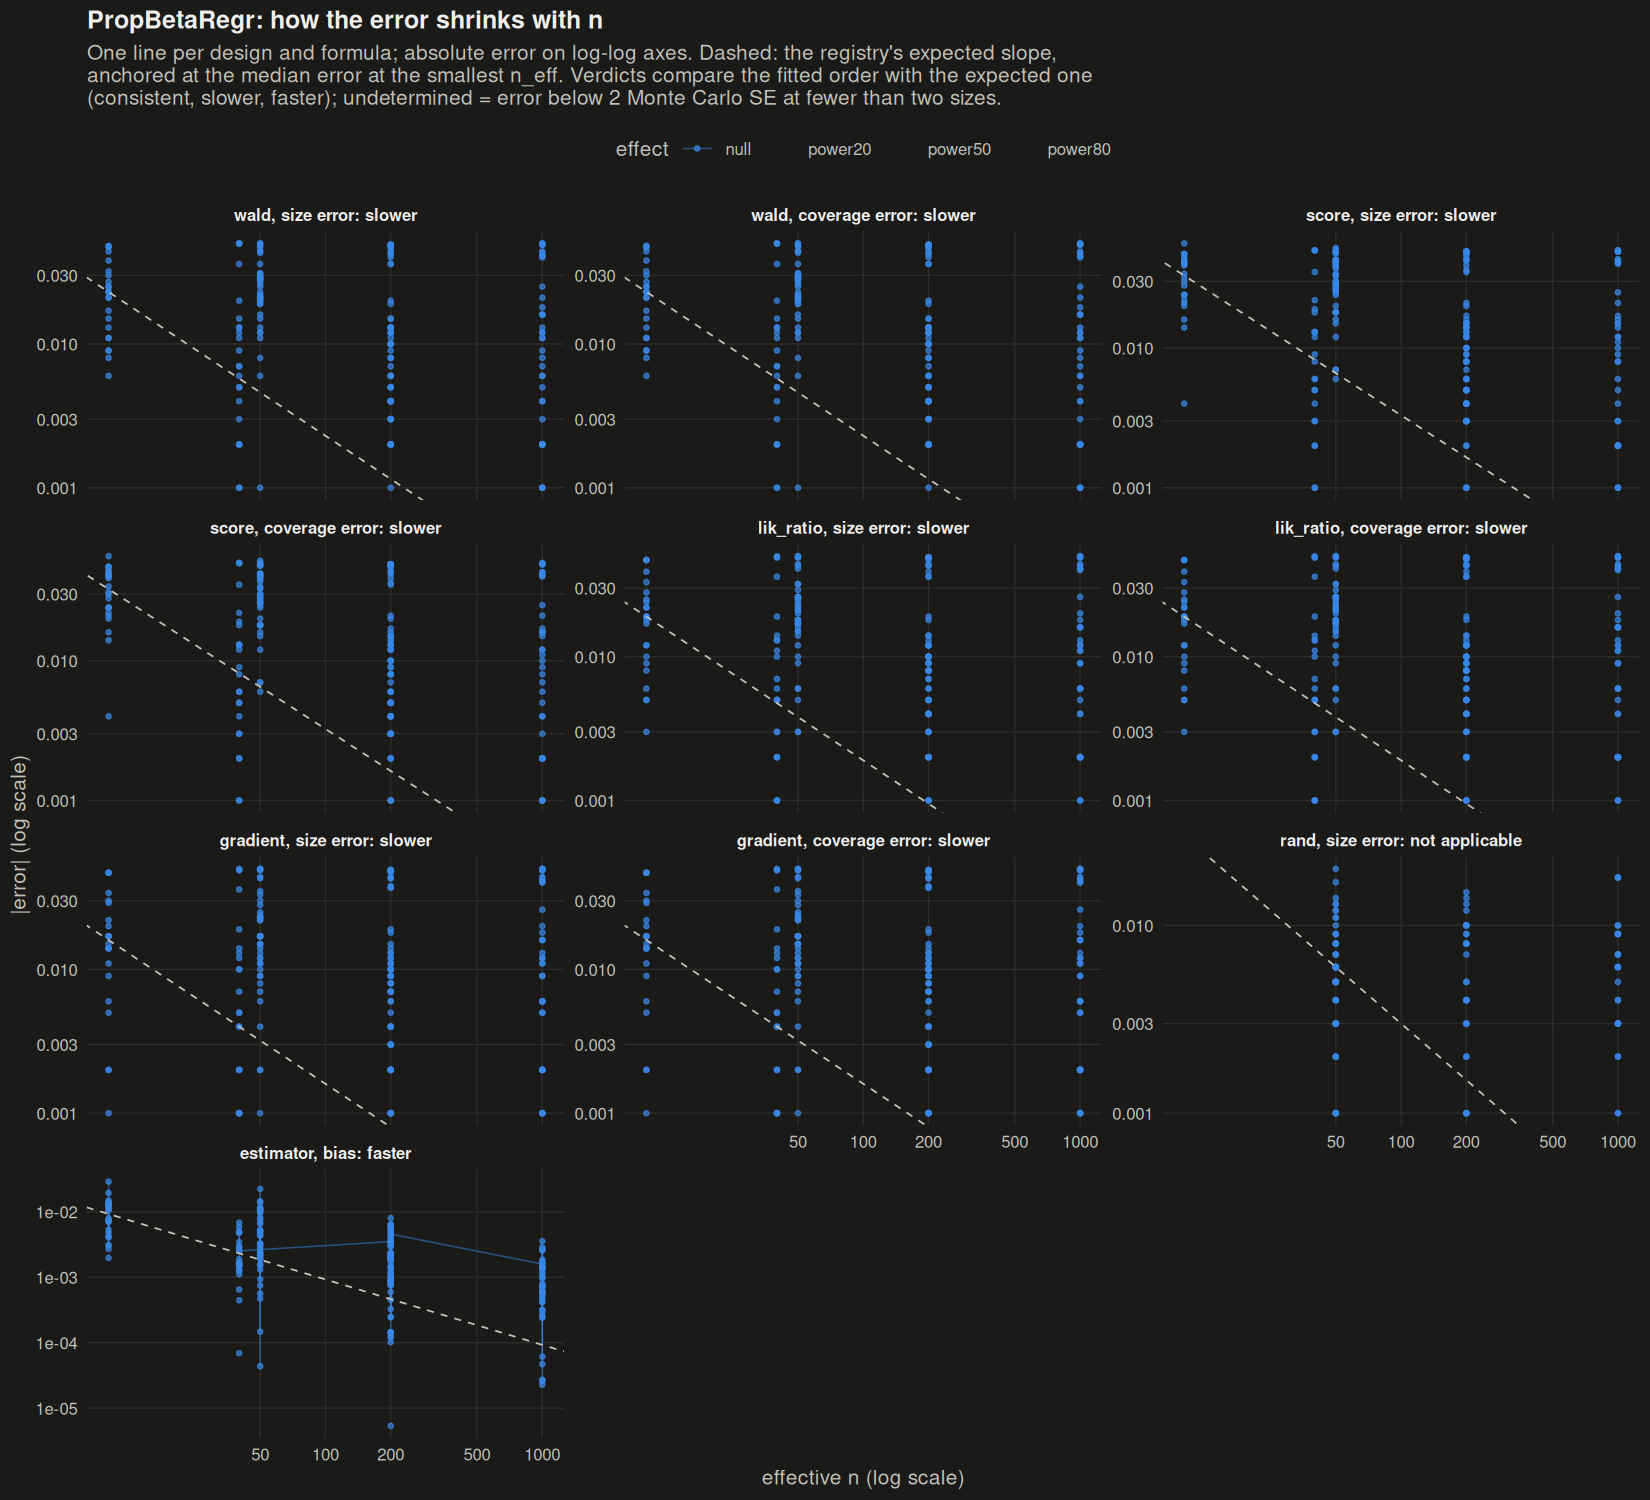 PropBetaRegr: how the error shrinks with n
One line per design and formula; absolute error on log-log axes. Dashed: the registry's expected slope,
anchored at the median error at the smallest n_eff. Verdicts compare the fitted order with the expected one
(consistent, slower, faster); undetermined = error below 2 Monte Carlo SE at fewer than two sizes.
effect null power20 power50 power80
wald, size error: slower
0.030
0.010
0.003
0.001
wald, coverage error: slower
0.030
0.010
0.003
0.001
score, size error: slower
0.030
0.010
0.003
0.001
score, coverage error: slower
0.030
0.010
0.003
0.001
lik_ratio, size error: slower
0.030
0.010
0.003
0.001
lik_ratio, coverage error: slower
0.030
0.010
0.003
0.001
gradient, size error: slower
0.030
0.010
0.003
0.001
gradient, coverage error: slower
0.030
0.010
0.003
0.001
50 100 200 500 1000
rand, size error: not applicable
0.010
0.003
0.001
50 100 200 500 1000
estimator, bias: faster
1e-02
1e-03
1e-04
1e-05
50 100 200 500 1000
|error| (log scale)
effective n (log scale)